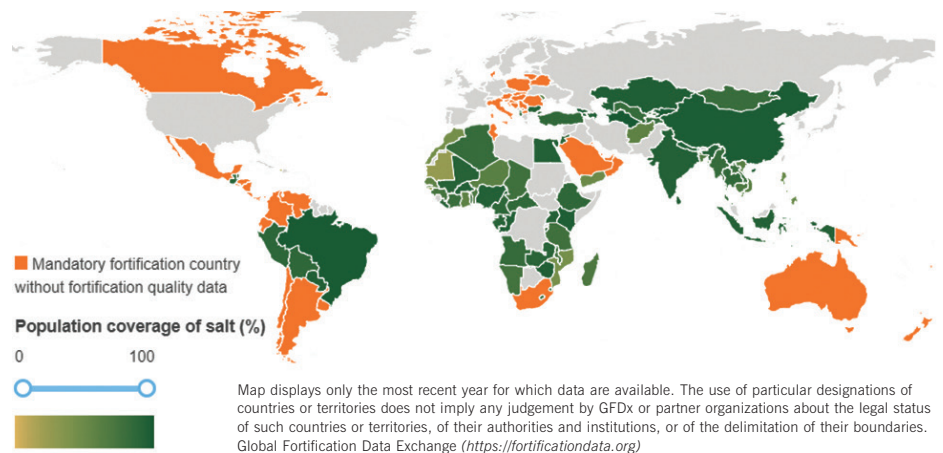 Mandatory fortification country
without fortification quality data
Population coverage of salt (%)
0 100
Map displays only the most recent year for which data are available. The use of particular designations of
countries or territories does not imply any judgement by GFDx or partner organizations about the legal status
of such countries or territories, of their authorities and institutions, or of the delimitation of their boundaries.
Global Fortification Data Exchange (https://fortificationdata.org)